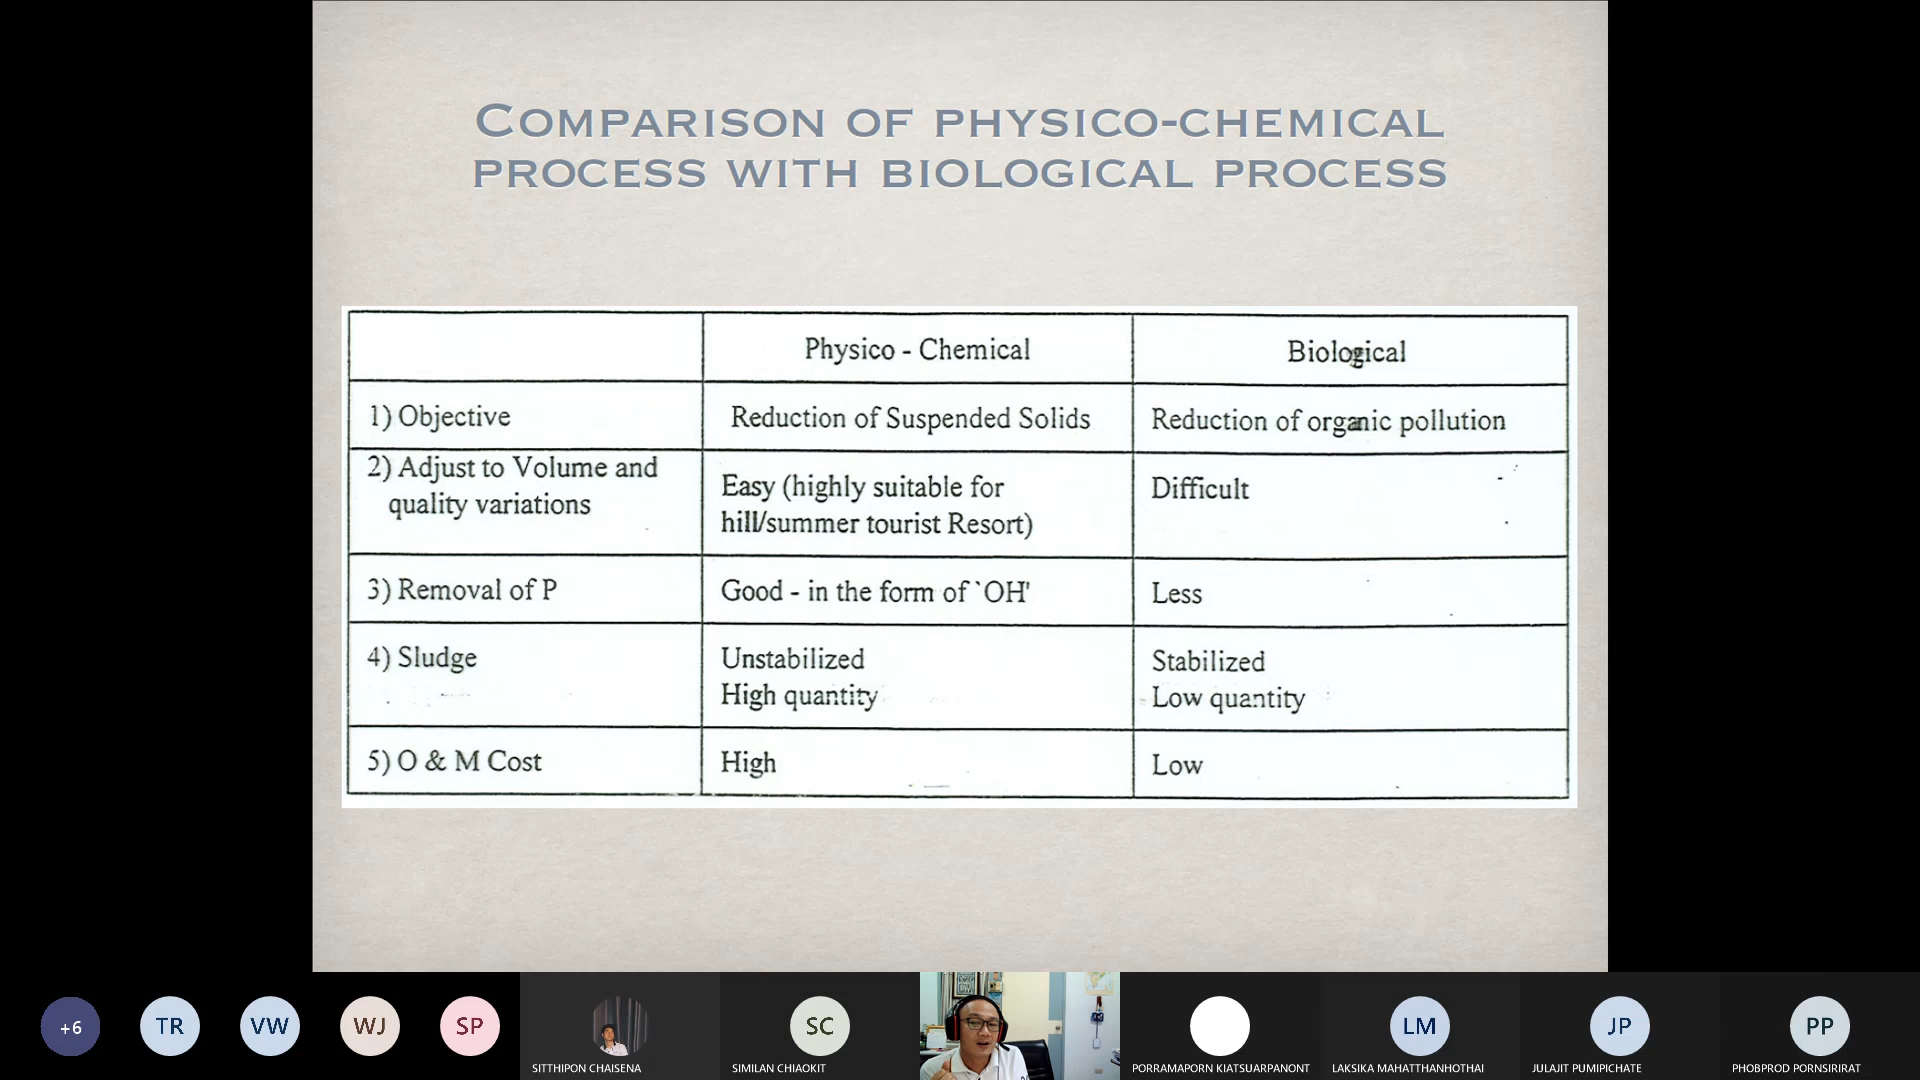 COMPARISON OF PHYSICO-CHEMICAL
PROCESS WITH BIOLOGICAL PROCESS
Physico - Chemical
Biological
1) Objective
Reduction of Suspended Solids
Reduction of organic pollution
2) Adjust to Volume and
quality variations
Easy (highly suitable for
hill/summer tourist Resort)
Difficult
3) Removal of P
Good - in the form of `OH'
Less
4) Sludge
Unstabilized
High quantity
Stabilized
Low quantity
5) O & M Cost
High
Low
+6
TR
VW
WJ
SP
SITTHIPON CHAISENA
SC
SIMILAN CHIAOKIT
PORRAMAPORN KIATSUARPANONT
LM
LAKSIKA MAHATTHANHOTHAI
JP
JULAJIT PUMIPICHATE
PP
PHOBPROD PORNSIRIRAT